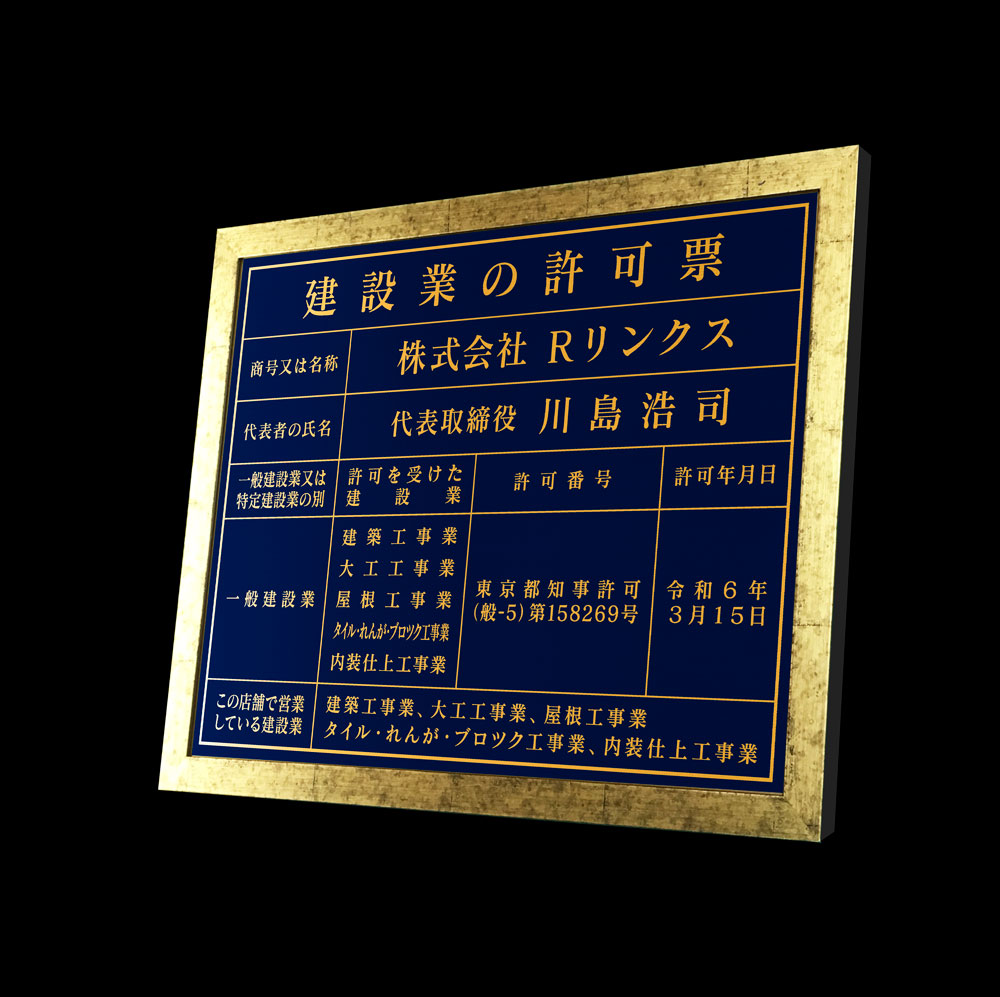 建設業の許可票
商号又は名称
株式会社 Rリンクス
代表者の氏名
代表取締役 川島浩司
一般建設業又は
特定建設業の別
許可を受けた
建設業
許可番号
許可年月日
一般建設業
建築工事業
大工工事業
屋根工事業
タイル・れんが・ブロツク工事業
内装仕上工事業
東京都知事許可
(般-5)第158269号
令和6年
3月15日
この店舗で営業
している建設業
建築工事業、大工工事業、屋根工事業
タイル・れんが・ブロツク工事業、内装仕上工事業